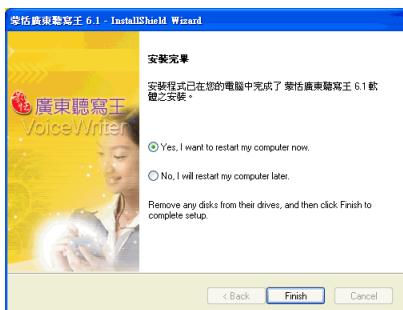 蒙恬廣東聽寫王 6.1 - InstallShield Wizard
蒙恬
廣東聽寫王
VoiceWriter
安裝完畢
安裝程式已在您的電腦中完成了 蒙恬廣東聽寫王 6.1 軟
體之安裝。
Yes, I want to restart my computer now.
No, I will restart my computer later.
Remove any disks from their drives, and then click Finish to
complete setup.
< Back
Finish
Cancel